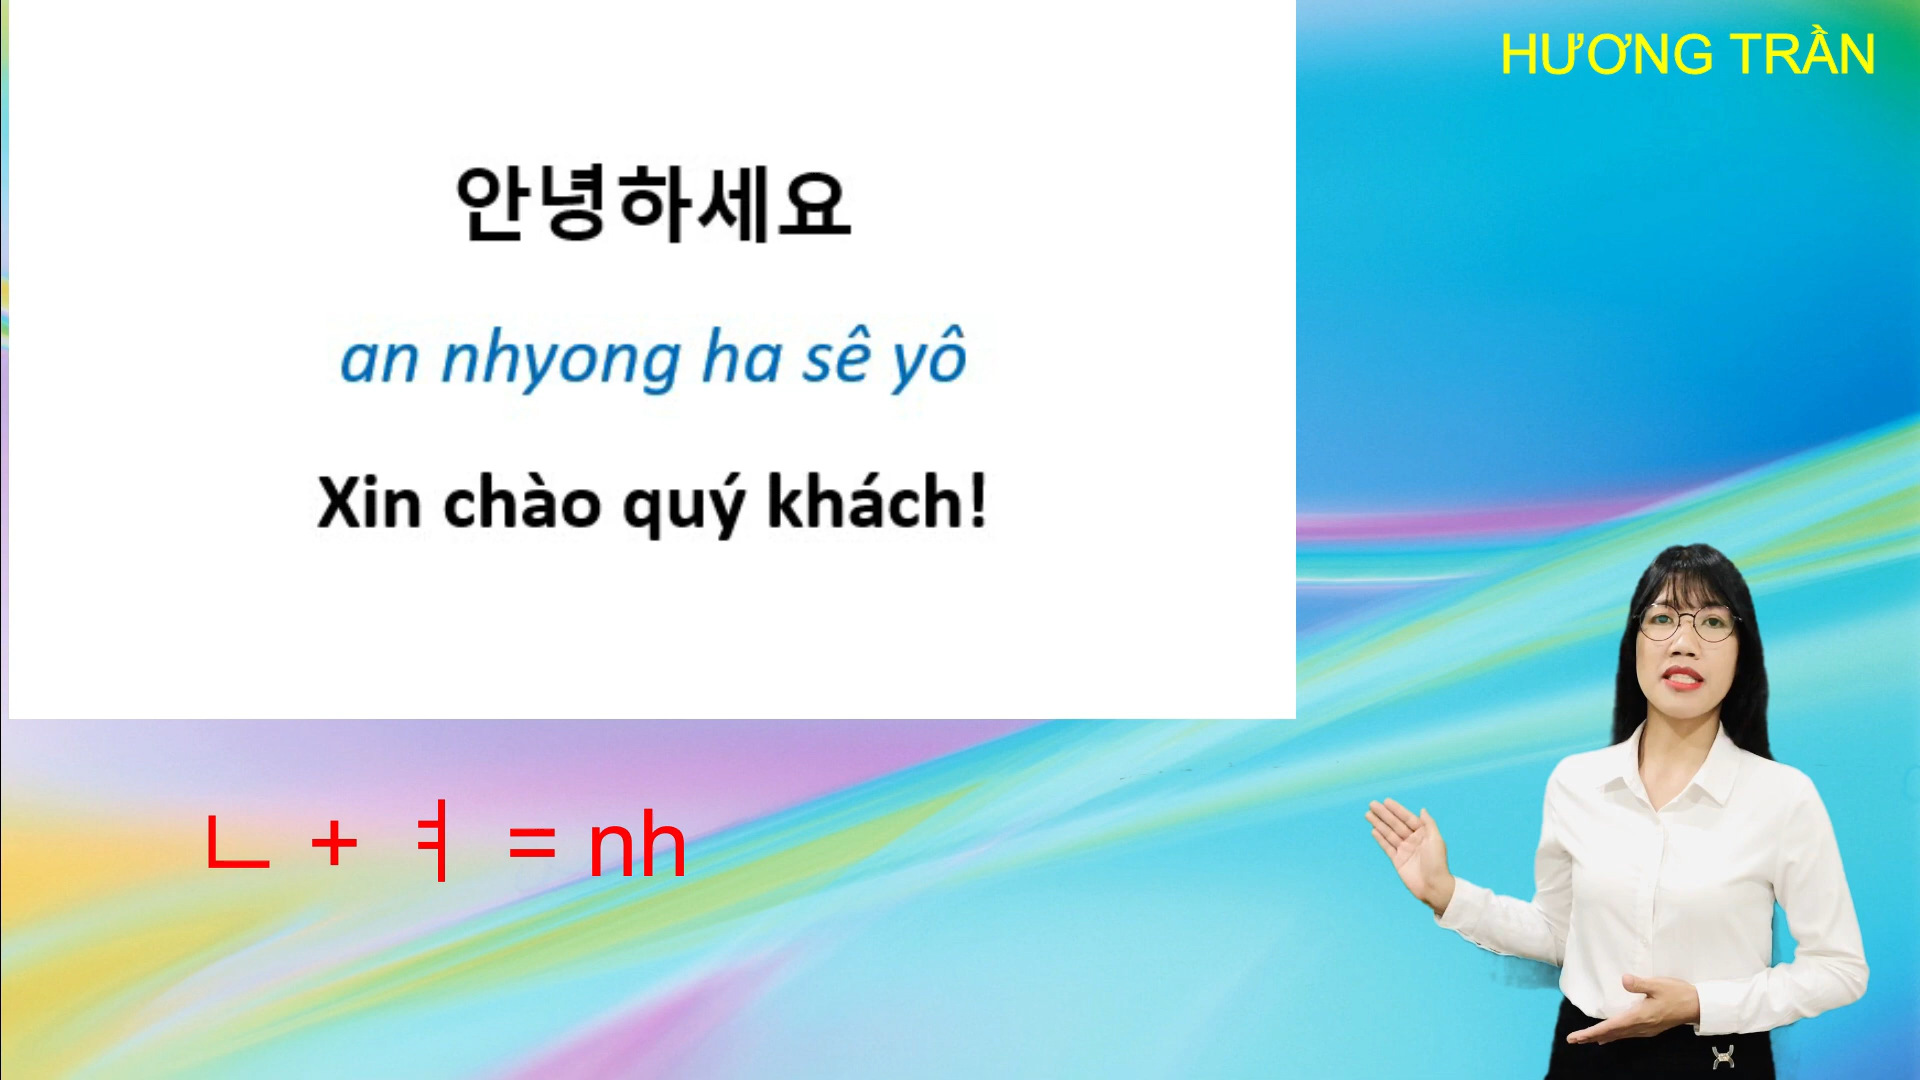 HƯƠNG TRẦN
안녕하세요
an nhyong ha sê yô
Xin chào quý khách!
ㄴ + ㅕ = nh